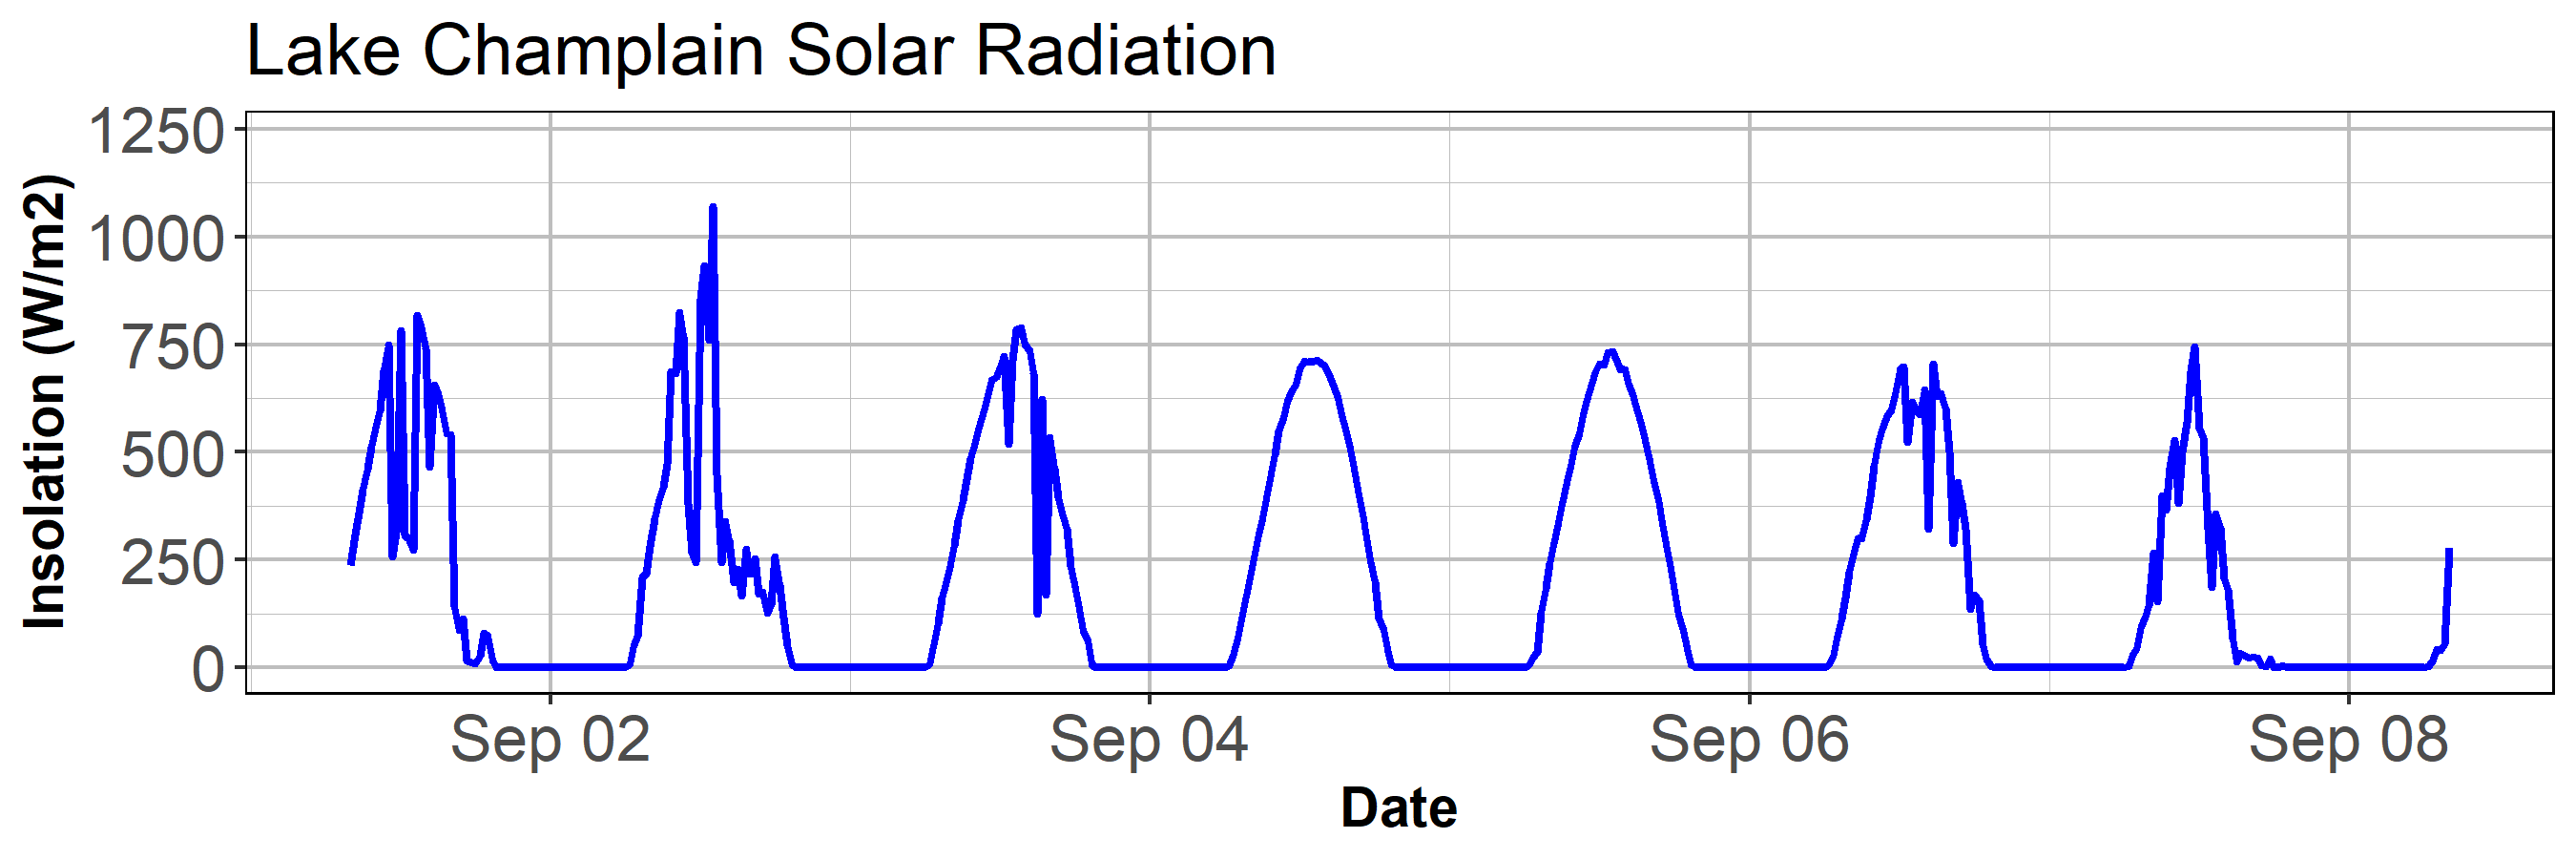 Lake Champlain Solar Radiation
Insolation (W/m2)
1250
1000
750
500
250
0
Sep 02 Sep 04 Sep 06 Sep 08
Date